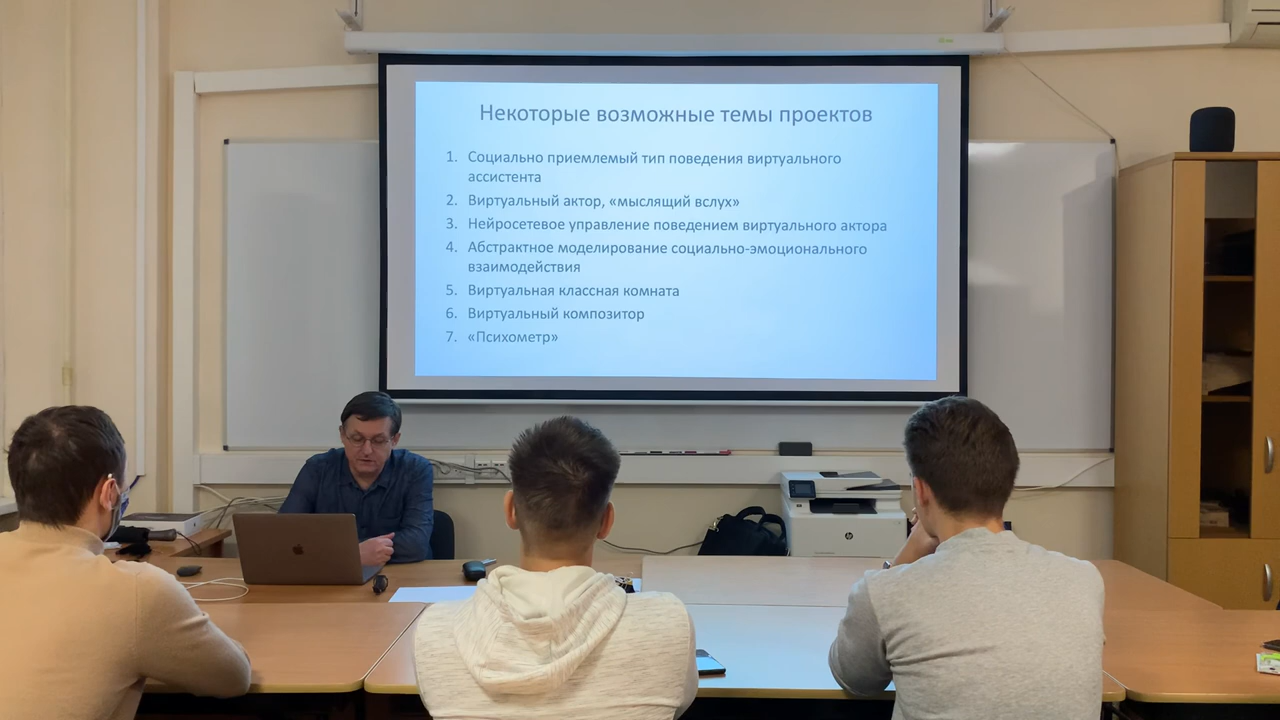 Некоторые возможные темы проектов
1. Социально приемлемый тип поведения виртуального
ассистента
2. Виртуальный актор, «мыслящий вслух»
3. Нейросетевое управление поведением виртуального актора
4. Абстрактное моделирование социально-эмоционального
взаимодействия
5. Виртуальная классная комната
6. Виртуальный композитор
7. «Психометр»
hp